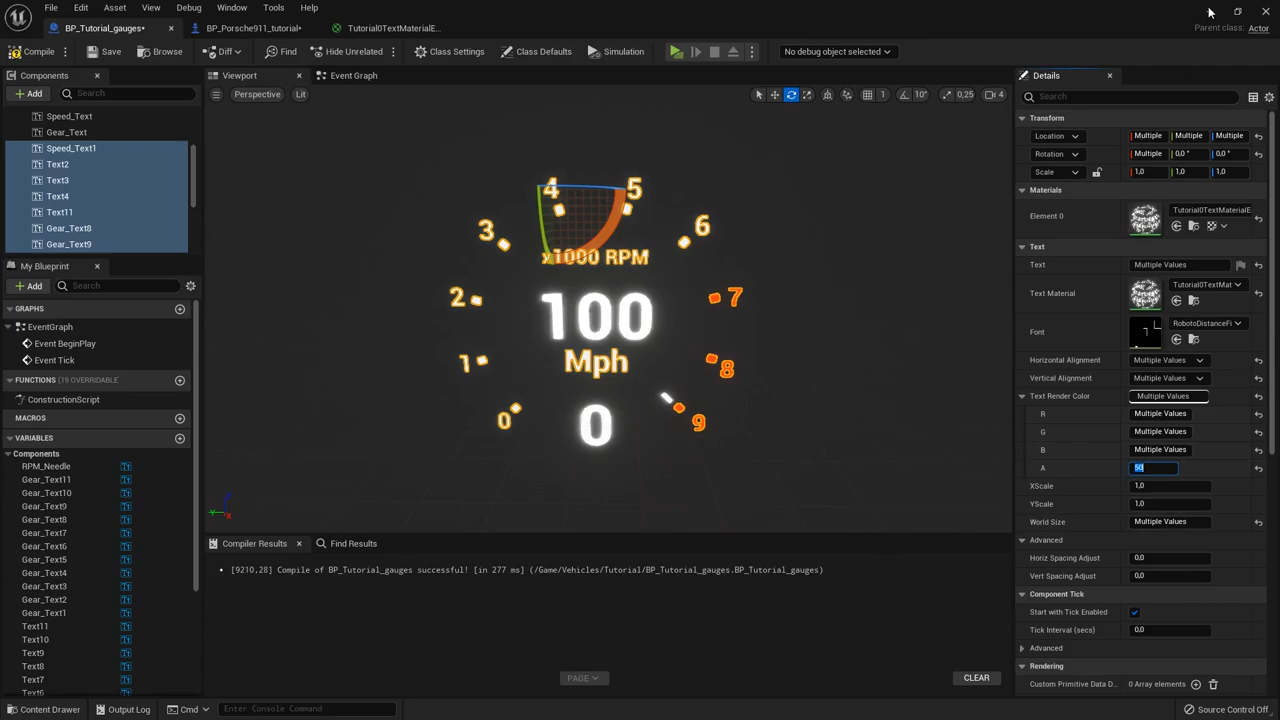 File Edit Asset View Debug Window Tools Help
BP_Tutorial_gauges* BP_Porsche911_tutorial* Tutorial0TextMaterialE...
Parent class: Actor
Compile Save Browse Diff Find Hide Unrelated Class Settings Class Defaults Simulation No debug object selected
Components
Add Search
Speed_Text
Gear_Text
Speed_Text1
Text2
Text3
Text4
Text11
Gear_Text8
Gear_Text9
My Blueprint
Add Search
GRAPHS
EventGraph
Event BeginPlay
Event Tick
FUNCTIONS (19 OVERRIDABLE
ConstructionScript
MACROS
VARIABLES
Components
RPM_Needle
Gear_Text11
Gear_Text10
Gear_Text9
Gear_Text8
Gear_Text7
Gear_Text6
Gear_Text5
Gear_Text4
Gear_Text3
Gear_Text2
Gear_Text1
Text11
Text10
Text9
Text8
Text7
Text6
Viewport Event Graph
Perspective Lit 1 10° 0,25 4
4 5
3 6
x1000 RPM
2 7
100
1 Mph 8
0 0 9
Compiler Results Find Results
[9210.28] Compile of BP_Tutorial_gauges successful! [in 277 ms] (/Game/Vehicles/Tutorial/BP_Tutorial_gauges.BP_Tutorial_gauges)
PAGE CLEAR
Details
Search
Transform
Location Multiple Multiple Multiple
Rotation Multiple 0,0 ° 0,0 °
Scale 1,0 1,0 1,0
Materials
Element 0 Tutorial0TextMaterialE
Text
Text Multiple Values
Text Material Tutorial0TextMat
Font RobotoDistanceFi
Horizontal Alignment Multiple Values
Vertical Alignment Multiple Values
Text Render Color Multiple Values
R Multiple Values
G Multiple Values
B Multiple Values
A 50
XScale 1,0
YScale 1,0
World Size Multiple Values
Advanced
Horiz Spacing Adjust 0,0
Vert Spacing Adjust 0,0
Component Tick
Start with Tick Enabled
Tick Interval (secs) 0,0
Advanced
Rendering
Custom Primitive Data D... 0 Array elements
Content Drawer Output Log Cmd Enter Console Command Source Control Off